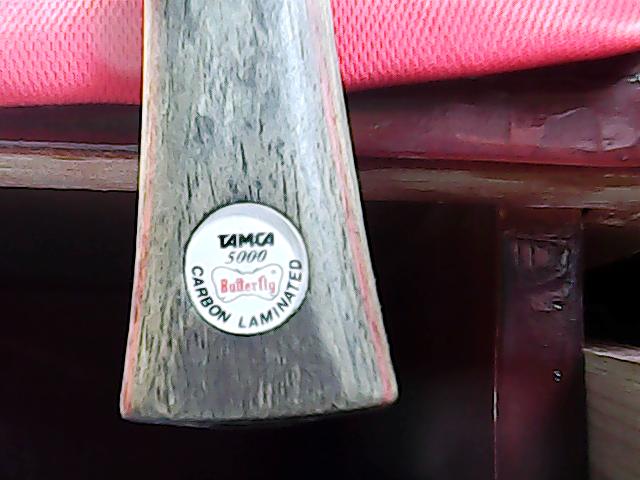 TAMCA
5000
Butterfly
CARBON LAMINATED